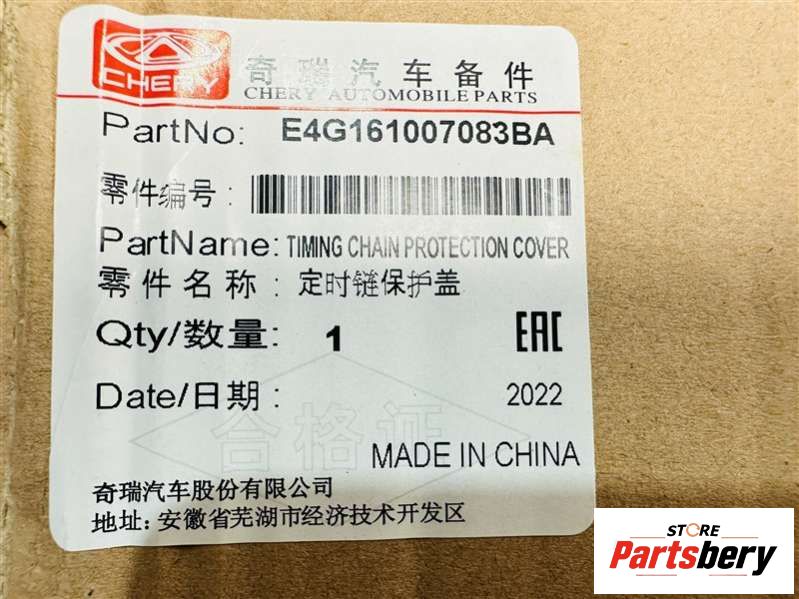 CHERY
奇瑞汽车备件
CHERY AUTOMOBILE PARTS
PartNo: E4G161007083BA
零件编号:
PartName: TIMING CHAIN PROTECTION COVER
零件名称: 定时链保护盖
Qty/数量: 1 EAC
Date/日期: 2022
合格证
MADE IN CHINA
奇瑞汽车股份有限公司
地址: 安徽省芜湖市经济技术开发区
STORE
Partsbery